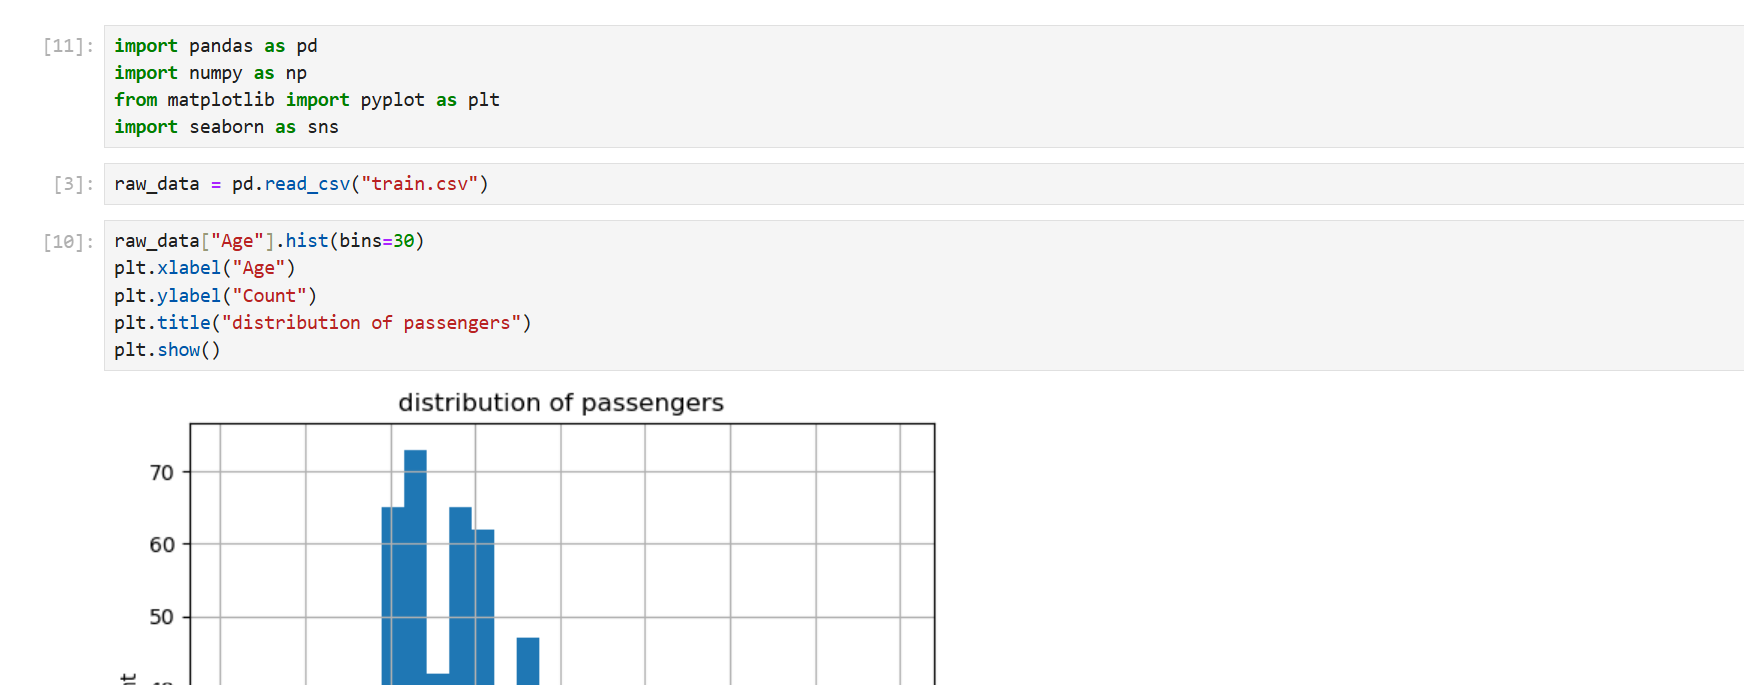 [11]: import pandas as pd
import numpy as np
from matplotlib import pyplot as plt
import seaborn as sns
[3]: raw_data = pd.read_csv("train.csv")
[10]: raw_data["Age"].hist(bins=30)
plt.xlabel("Age")
plt.ylabel("Count")
plt.title("distribution of passengers")
plt.show()
distribution of passengers
70
60
50